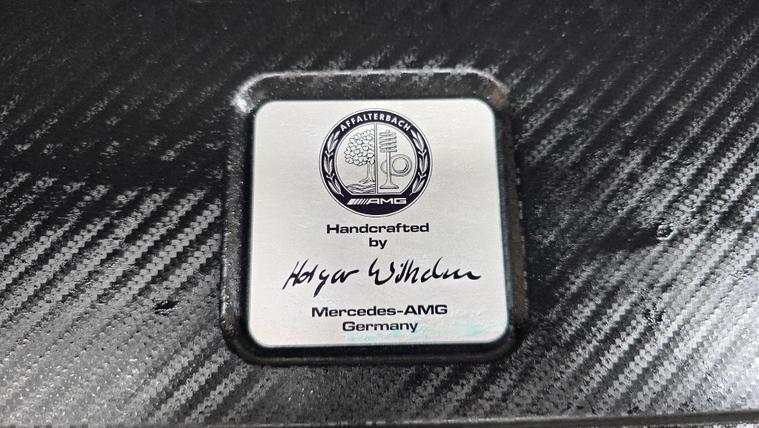 AFFALTERBACH
AMG
Handcrafted
by
Holger Wilhelm
Mercedes-AMG
Germany